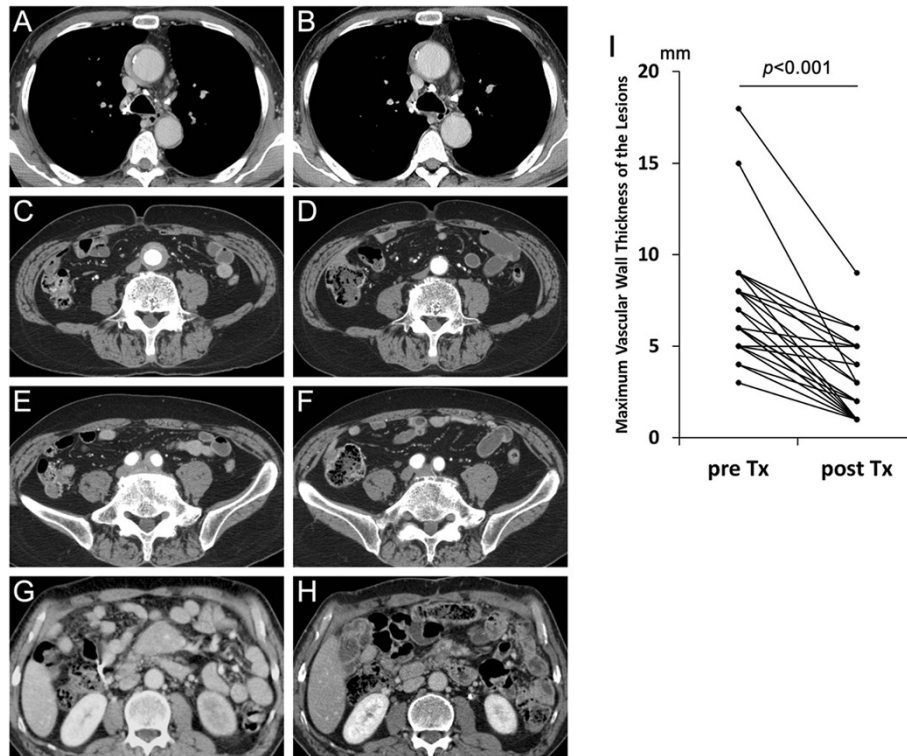 A
B
C
D
E
F
G
H
I
mm
p<0.001
Maximum Vascular Wall Thickness of the Lesions
20
15
10
5
0
pre Tx
post Tx